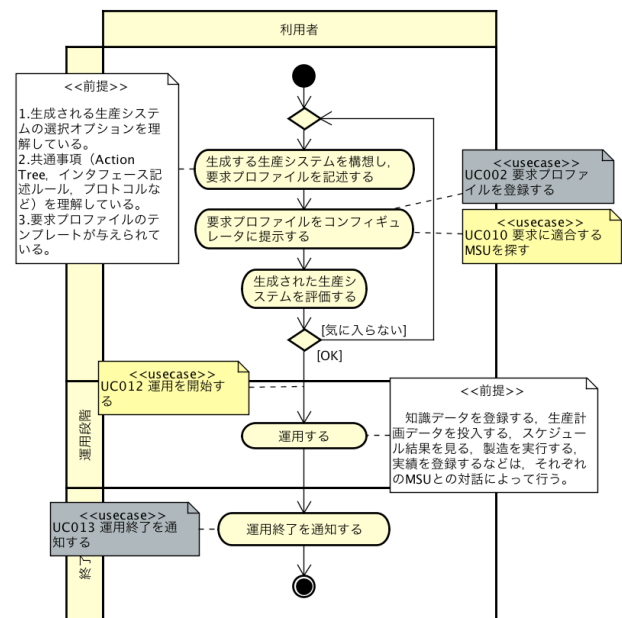 利用者
<<前提>>
1.生成される生産システ
ムの選択オプションを理
解している。
2.共通事項（Action
Tree，インタフェース記
述ルール，プロトコルな
ど）を理解している。
3.要求プロファイルのテ
ンプレートが与えられて
いる。
生成する生産システムを構想し，
要求プロファイルを記述する
<<usecase>>
UC002 要求プロファ
イルを登録する
要求プロファイルをコンフィギュ
レータに提示する
<<usecase>>
UC010 要求に適合する
MSUを探す
生成された生産シ
ステムを評価する
[気に入らない]
[OK]
<<usecase>>
UC012 運用を開始す
る
<<前提>>
知識データを登録する，生産計
画データを投入する，スケジュー
ル結果を見る，製造を実行する，
実績を登録するなどは，それぞれ
のMSUとの対話によって行う。
運用段階
運用する
<<usecase>>
UC013 運用終了を通
知する
運用終了を通知する
終了